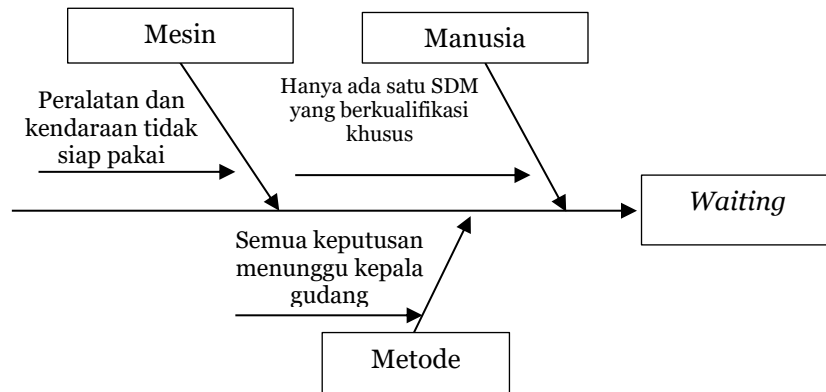 Mesin
Manusia
Peralatan dan
kendaraan tidak
siap pakai
Hanya ada satu SDM
yang berkualifikasi
khusus
Waiting
Semua keputusan
menunggu kepala
gudang
Metode